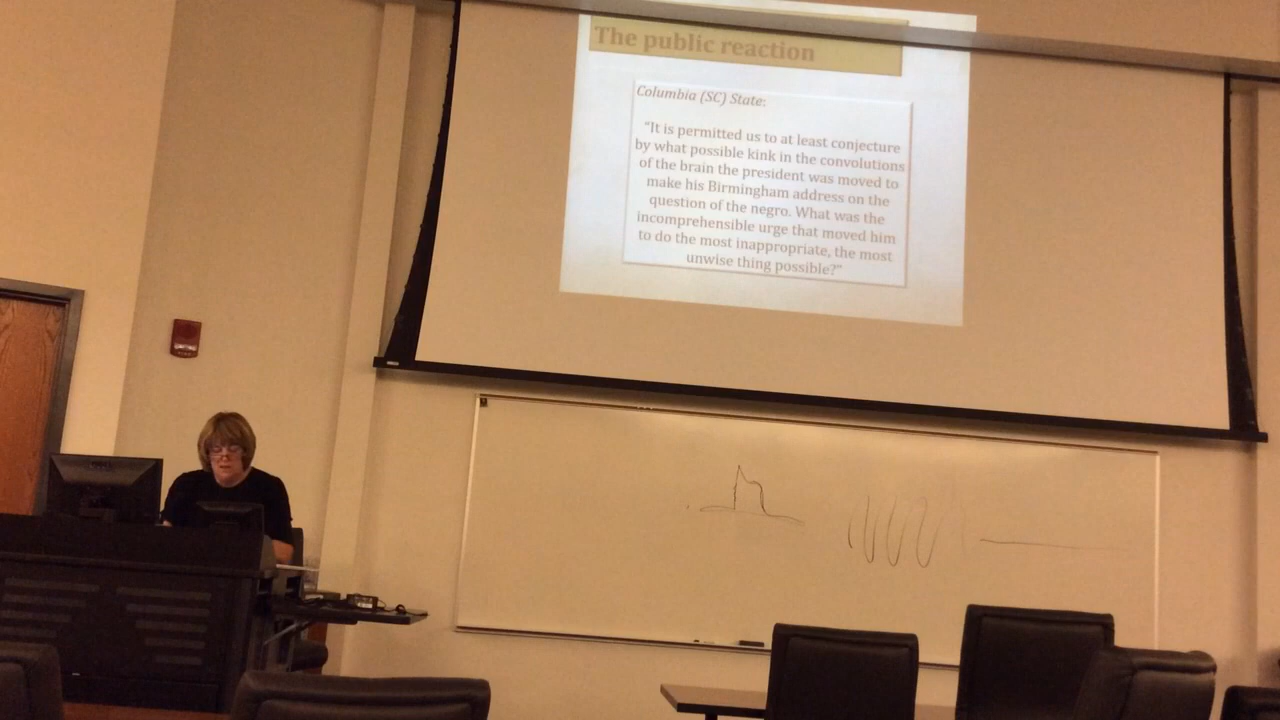 The public reaction
Columbia (SC) State:
"It is permitted us to at least conjecture
by what possible kink in the convolutions
of the brain the president was moved to
make his Birmingham address on the
question of the negro. What was the
incomprehensible urge that moved him
to do the most inappropriate, the most
unwise thing possible?"